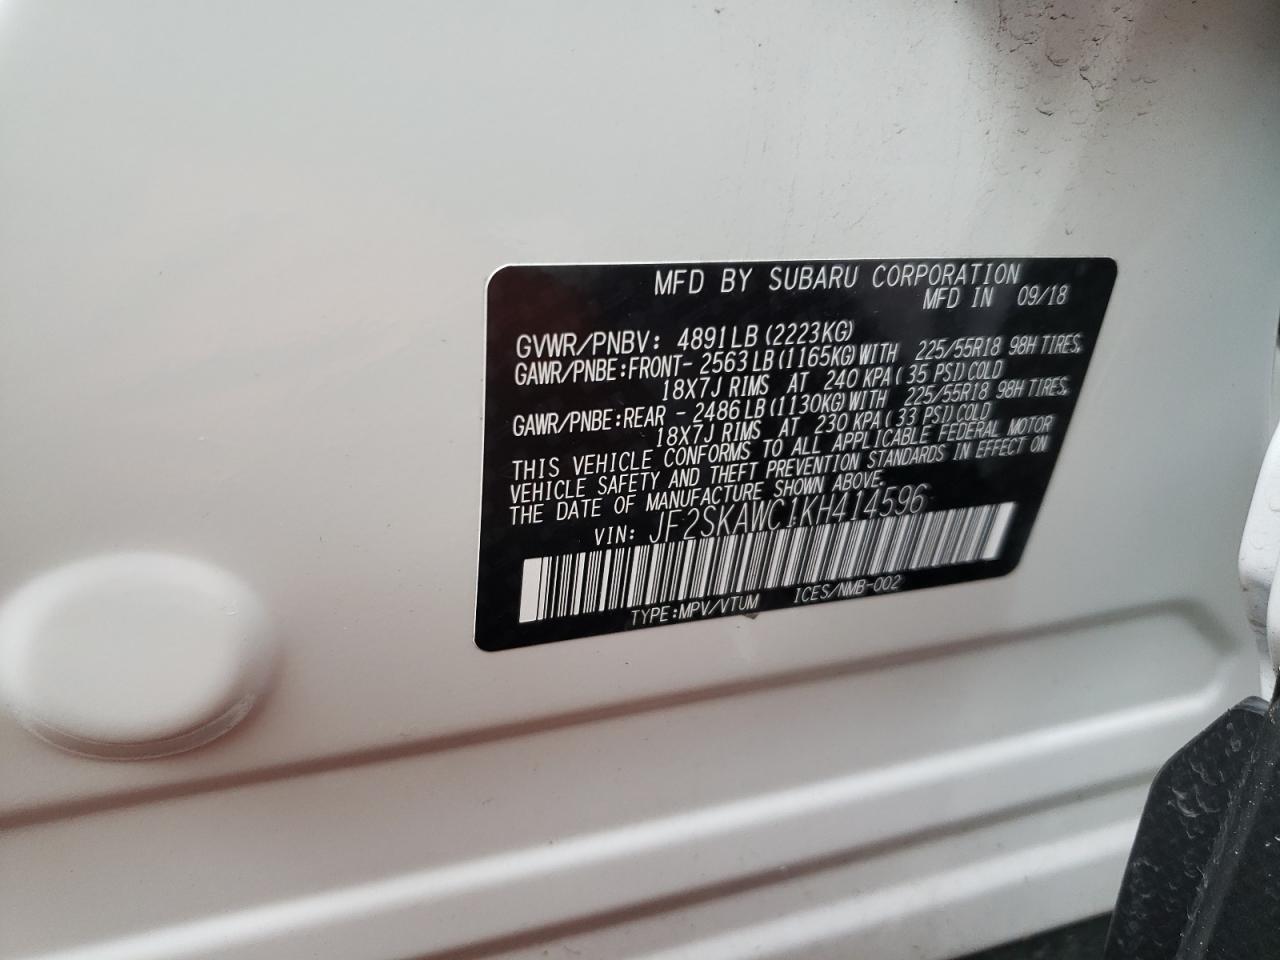 MFD BY SUBARU CORPORATION
MFD IN 09/18
GVWR/PNBV: 4891LB (2223KG)
GAWR/PNBE:FRONT- 2563LB (1165KG) WITH 225/55R18 98H TIRES,
18X7J RIMS AT 240 KPA( 35 PSI)COLD
GAWR/PNBE:REAR - 2486LB (1130KG) WITH 225/55R18 98H TIRES,
18X7J RIMS AT 230 KPA( 33 PSI)COLD
THIS VEHICLE CONFORMS TO ALL APPLICABLE FEDERAL MOTOR
VEHICLE SAFETY AND THEFT PREVENTION STANDARDS IN EFFECT ON
THE DATE OF MANUFACTURE SHOWN ABOVE.
VIN: JF2SKAWC1KH414596
TYPE:MPV/VTUM ICES/NMB-002